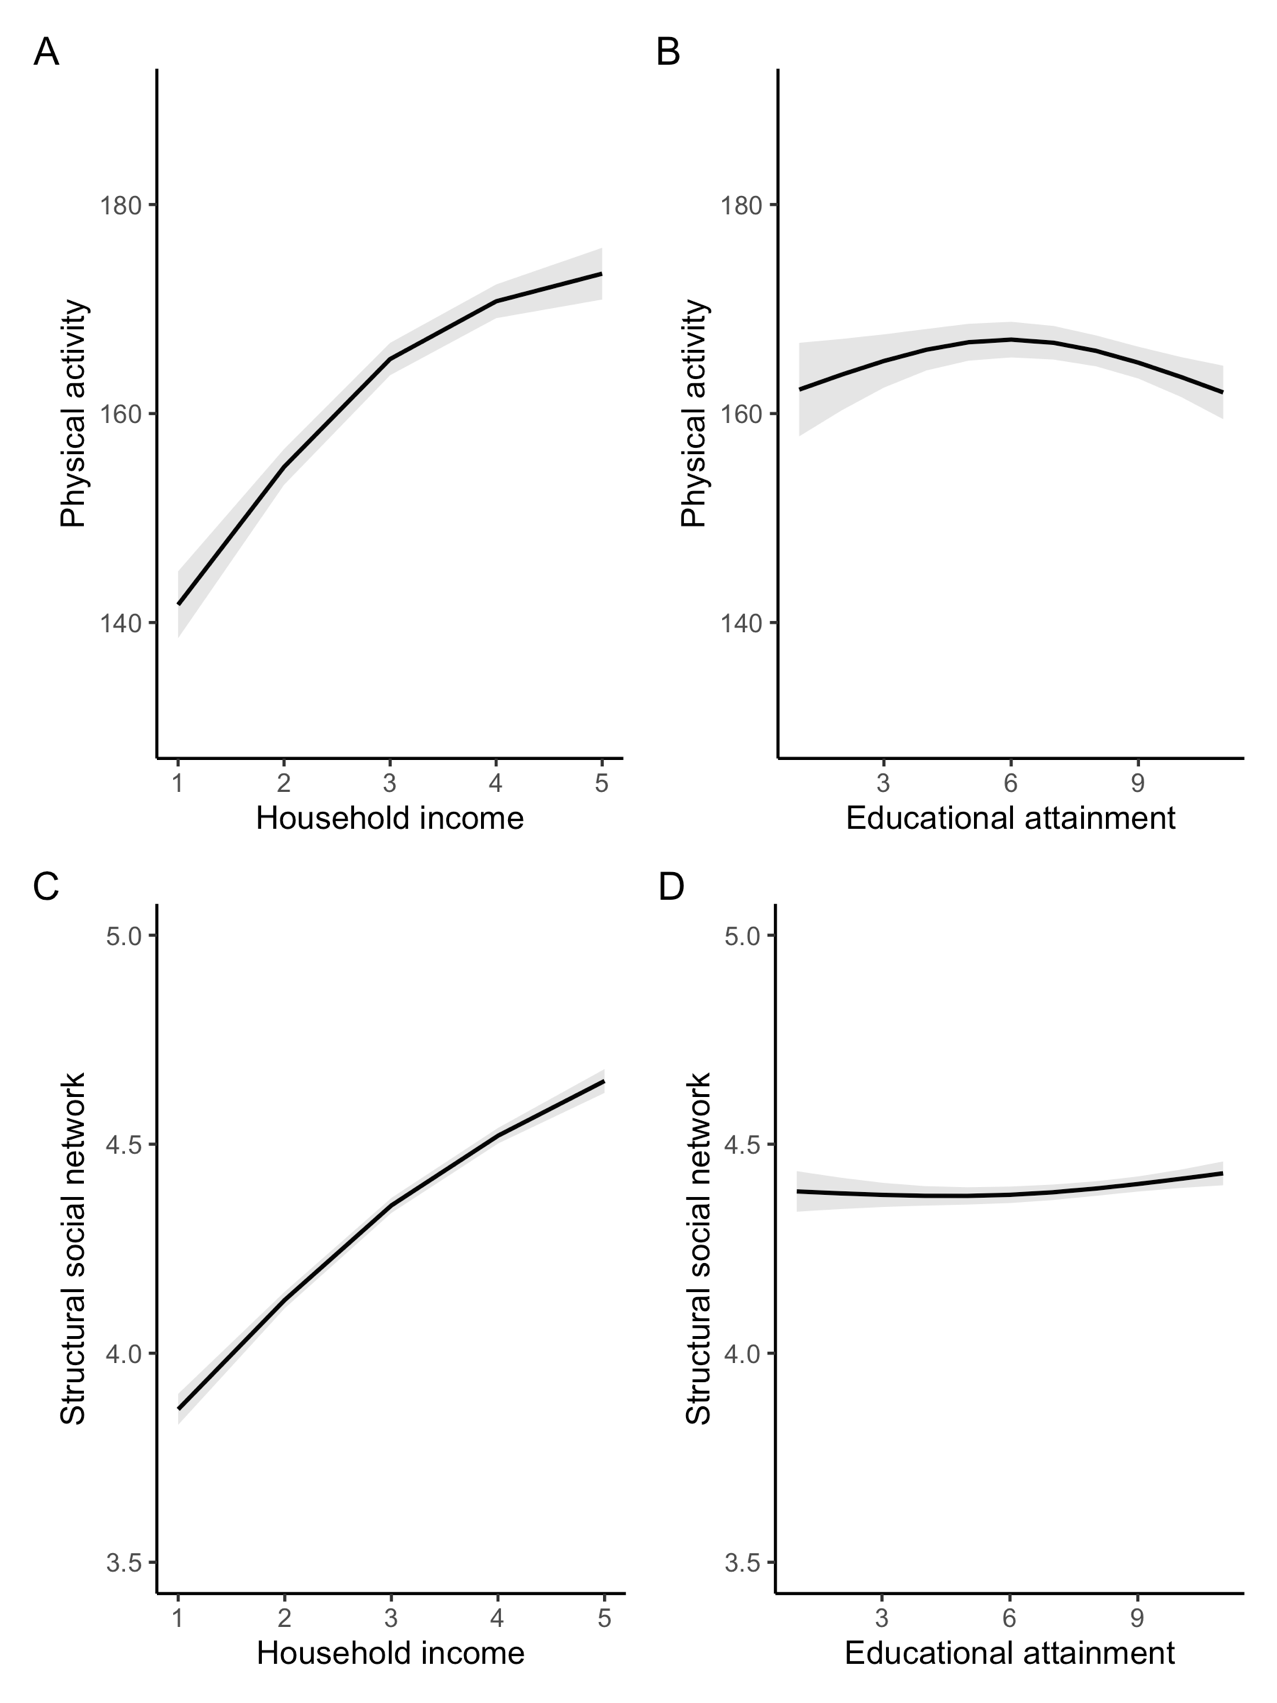 A
Physical activity
180
160
140
1 2 3 4 5
Household income
B
Physical activity
180
160
140
3 6 9
Educational attainment
C
Structural social network
5.0
4.5
4.0
3.5
1 2 3 4 5
Household income
D
Structural social network
5.0
4.5
4.0
3.5
3 6 9
Educational attainment